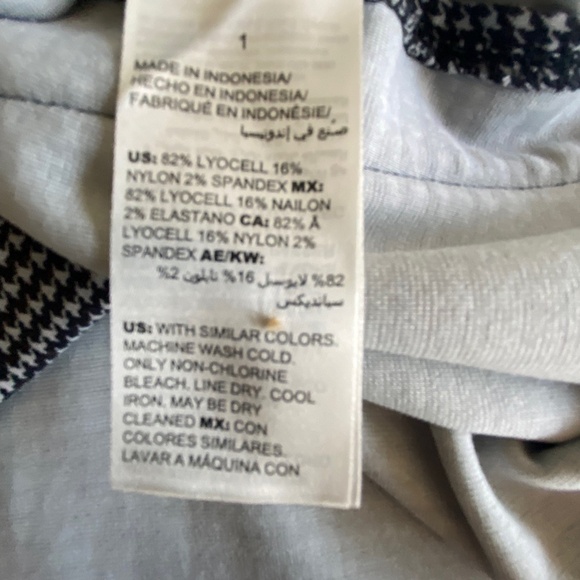 1
MADE IN INDONESIA/
HECHO EN INDONESIA/
FABRIQUÉ EN INDONÉSIE/
صنع في إندونيسيا
US: 82% LYOCELL 16%
NYLON 2% SPANDEX MX:
82% LYOCELL 16% NAILON
2% ELASTANO CA: 82% Â
LYOCELL 16% NYLON 2%
SPANDEX AE/KW:
%82 لايوسيل 16% نايلون 2%
سبانديكس
US: WITH SIMILAR COLORS.
MACHINE WASH COLD.
ONLY NON-CHLORINE
BLEACH. LINE DRY. COOL
IRON. MAY BE DRY
CLEANED MX: CON
COLORES SIMILARES.
LAVAR A MÁQUINA CON